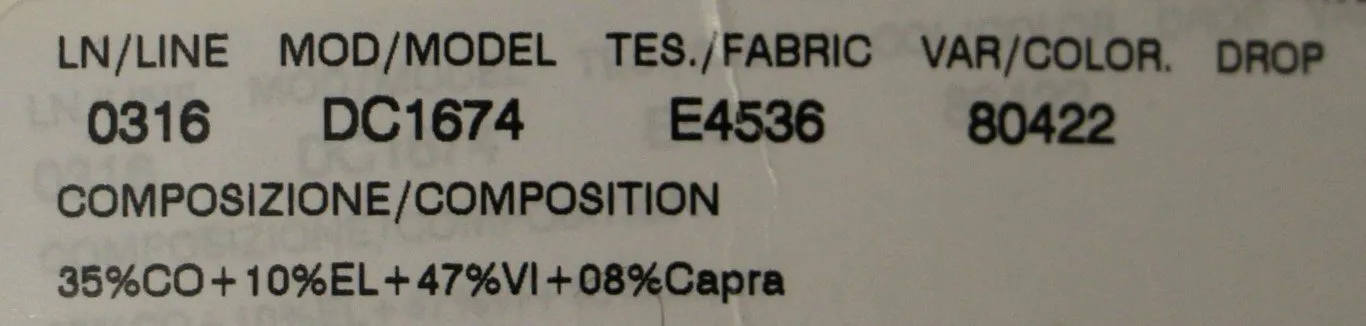 LN/LINE MOD/MODEL TES./FABRIC VAR/COLOR. DROP
0316 DC1674 E4536 80422
COMPOSIZIONE/COMPOSITION
35%CO+10%EL+47%VI+08%Capra